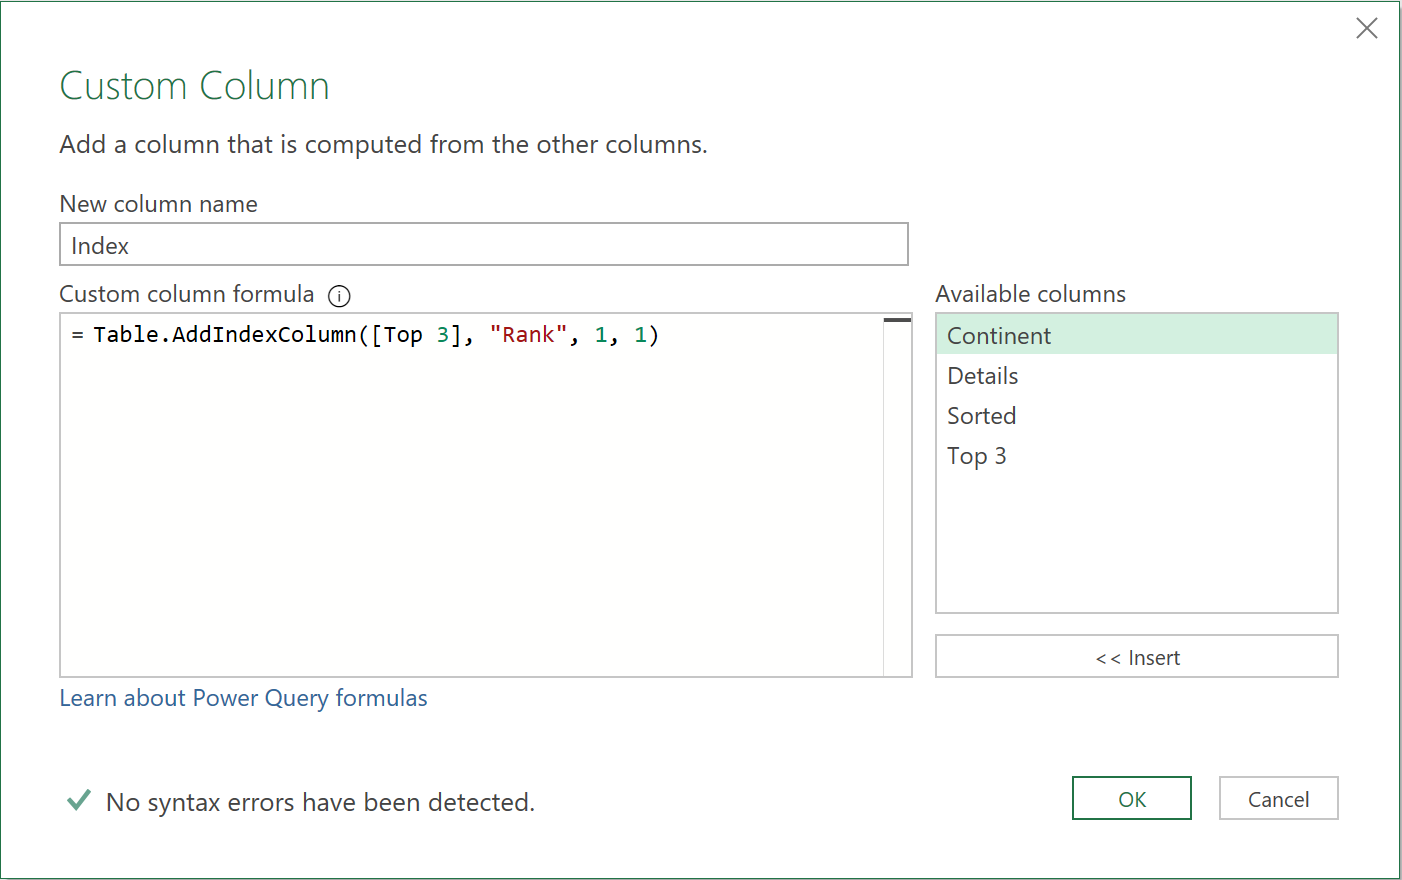 Custom Column
Add a column that is computed from the other columns.
New column name
Index
Custom column formula
= Table.AddIndexColumn([Top 3], "Rank", 1, 1)
Available columns
Continent
Details
Sorted
Top 3
<< Insert
Learn about Power Query formulas
No syntax errors have been detected.
OK
Cancel